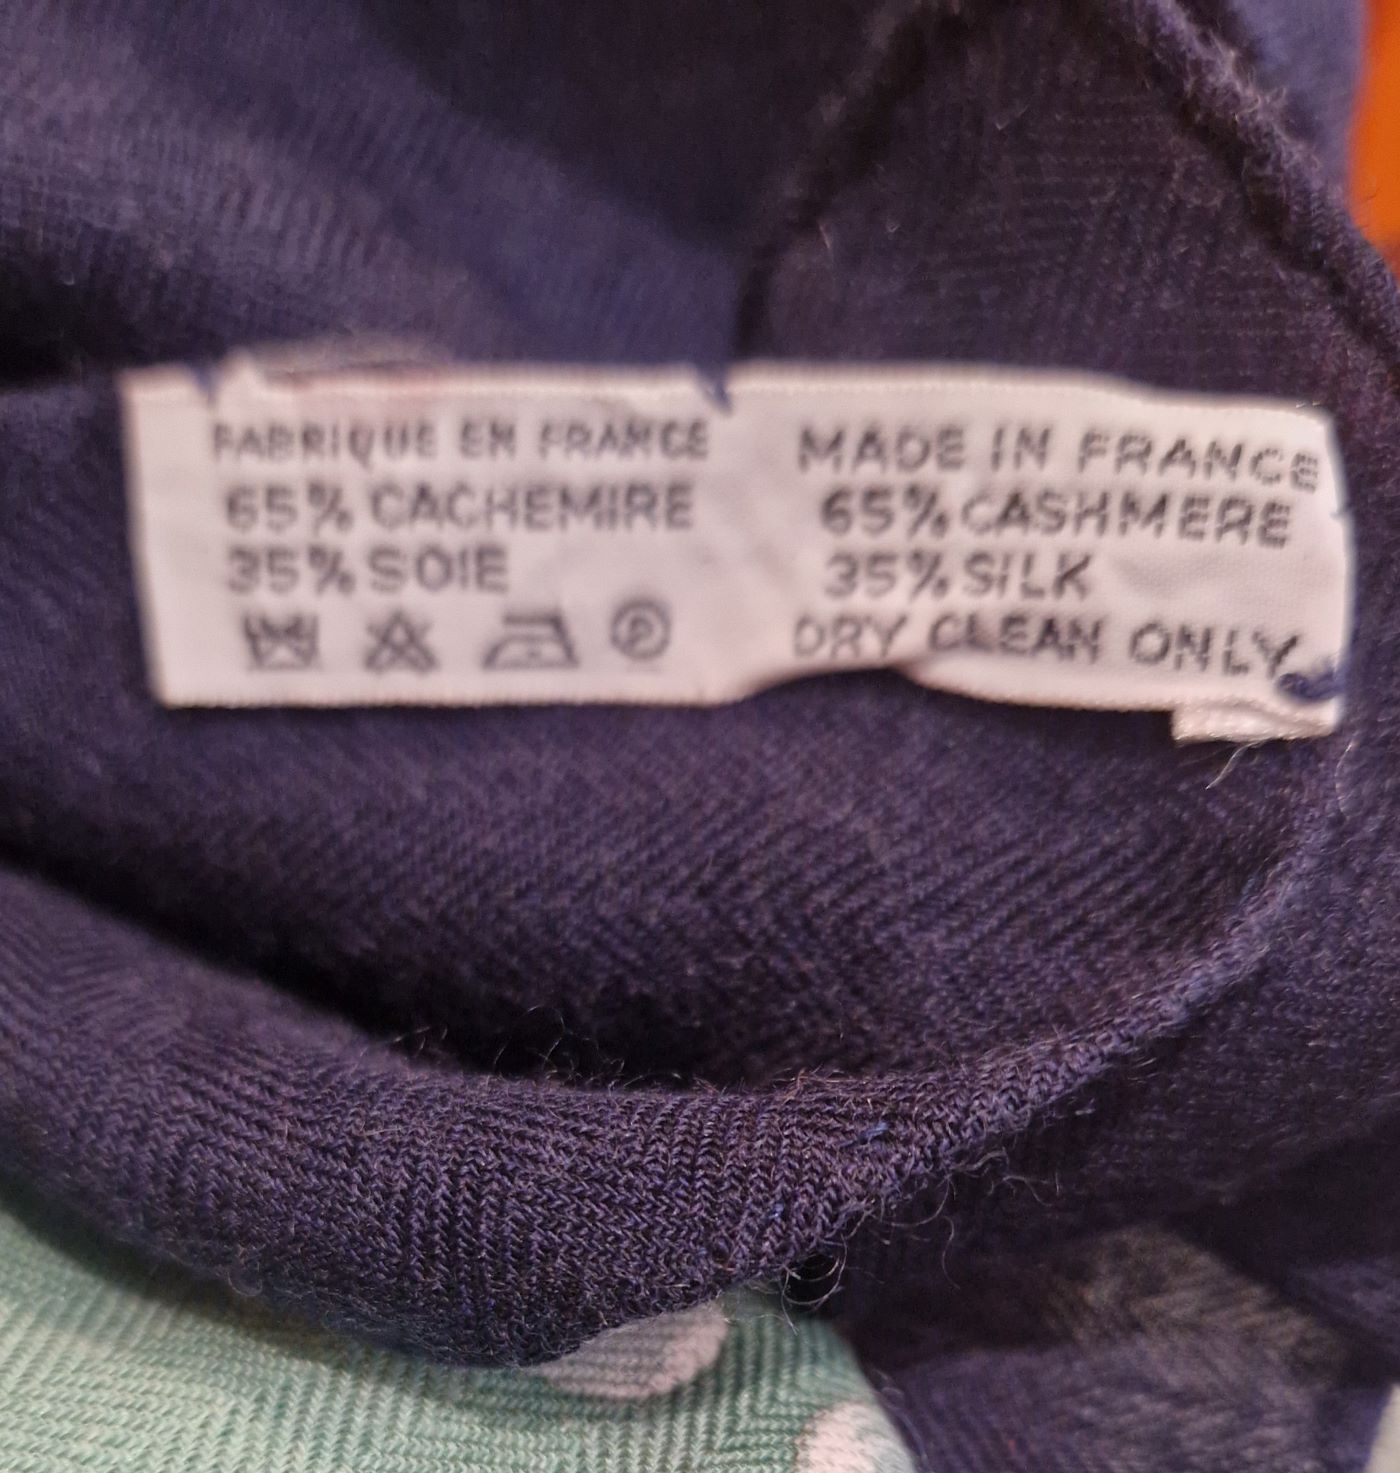 FABRIQUE EN FRANCE
65% CACHEMIRE
35% SOIE
P
MADE IN FRANCE
65% CASHMERE
35% SILK
DRY CLEAN ONLY